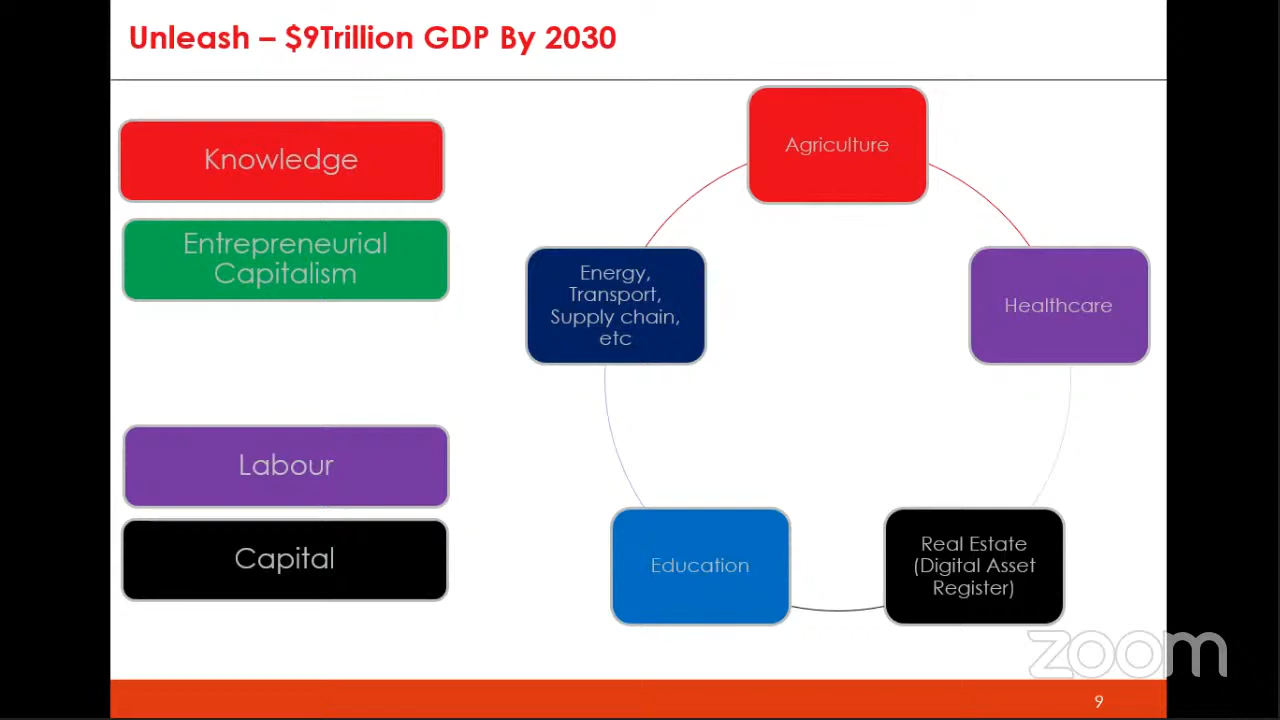 Unleash – $9Trillion GDP By 2030
Knowledge
Entrepreneurial
Capitalism
Labour
Capital
Agriculture
Healthcare
Real Estate
(Digital Asset
Register)
Education
Energy,
Transport,
Supply chain,
etc
zoom
9